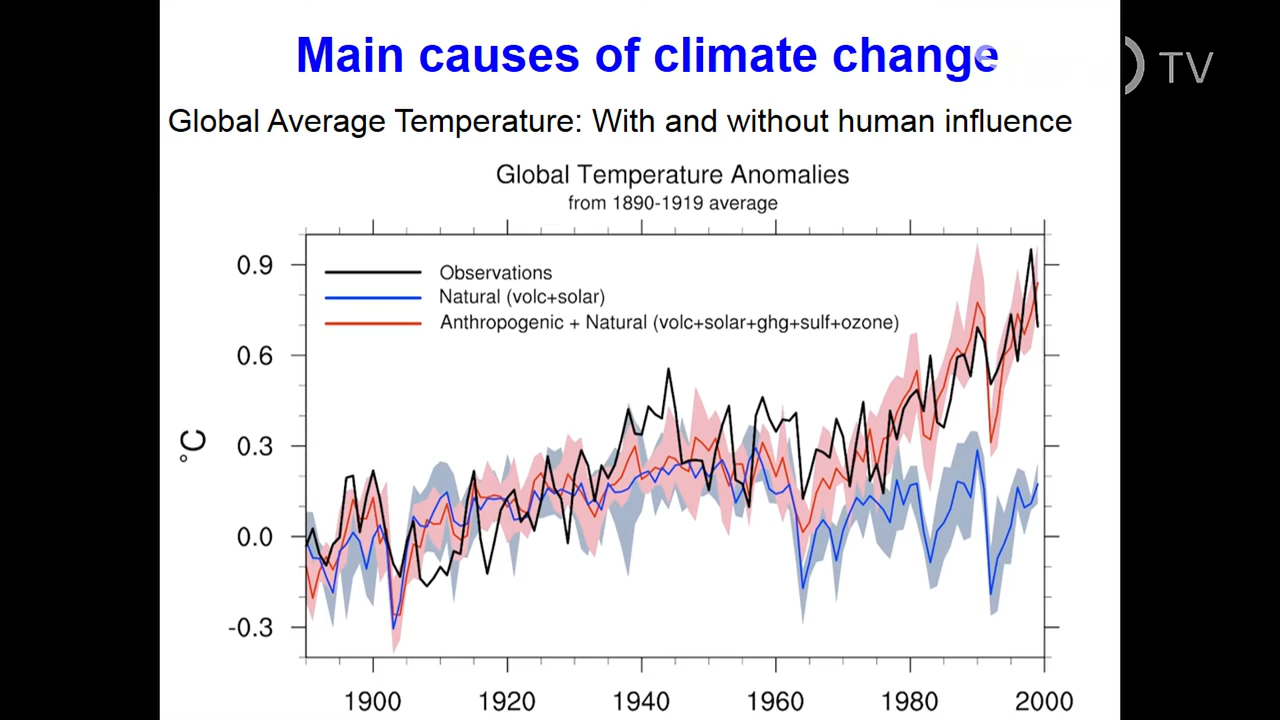 Main causes of climate change
TV
Global Average Temperature: With and without human influence
Global Temperature Anomalies
from 1890-1919 average
Observations
Natural (volc+solar)
Anthropogenic + Natural (volc+solar+ghg+sulf+ozone)
°C
0.9
0.6
0.3
0.0
-0.3
1900 1920 1940 1960 1980 2000